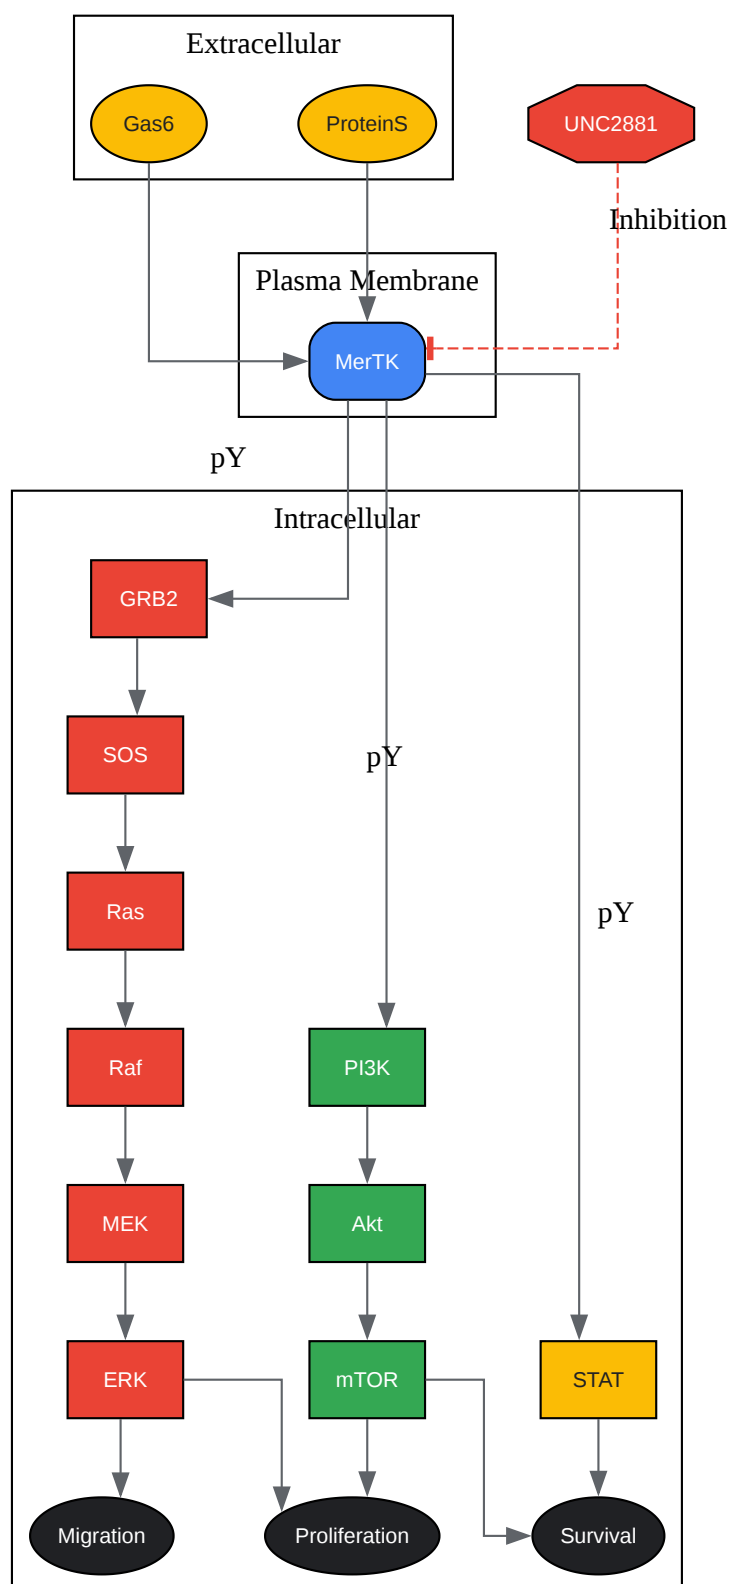 Extracellular
Gas6
ProteinS
UNC2881
Inhibition
Plasma Membrane
MerTK
pY
Intracellular
GRB2
SOS
pY
Ras
pY
Raf
PI3K
MEK
Akt
ERK
mTOR
STAT
Migration
Proliferation
Survival